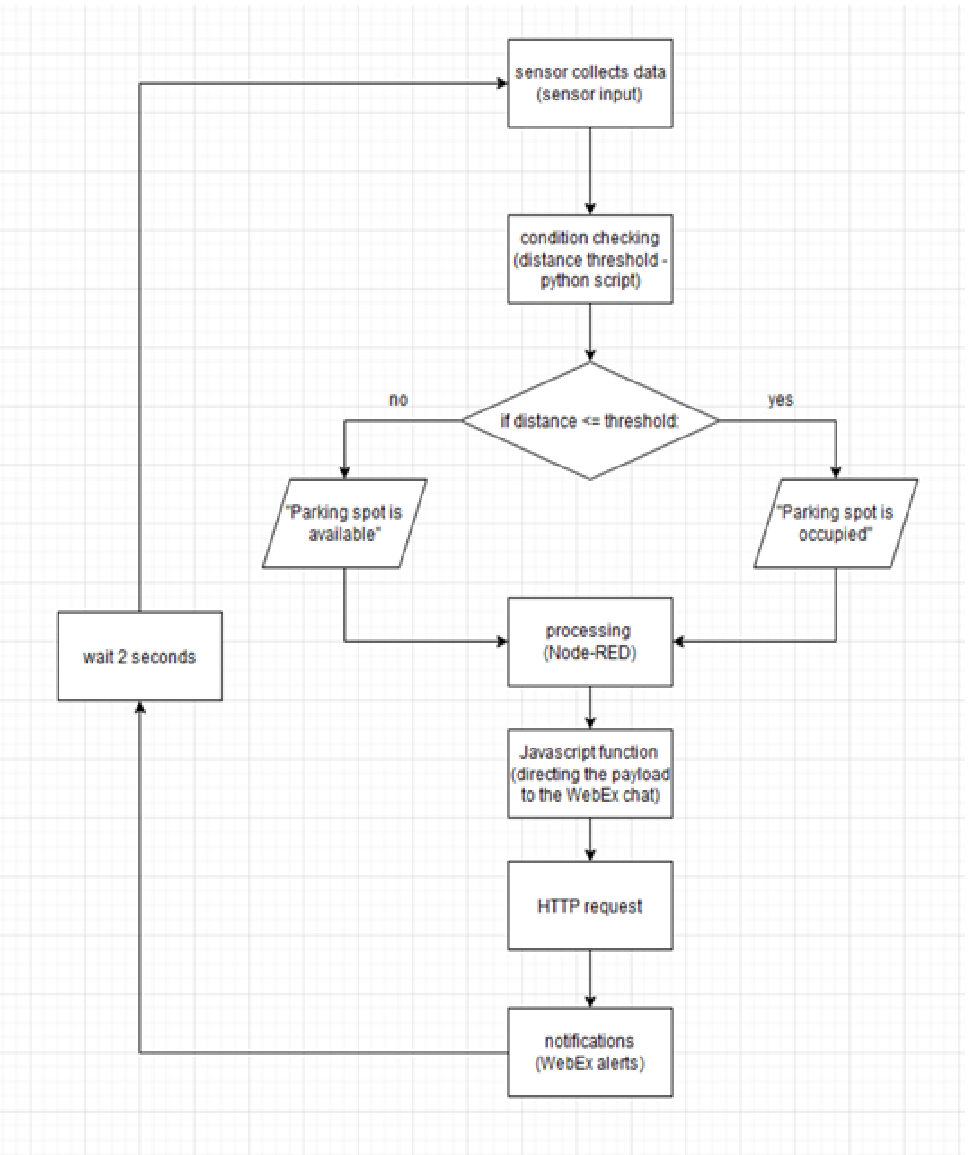 sensor collects data
(sensor input)
condition checking
(distance threshold -
python script)
no
yes
if distance <= threshold:
"Parking spot is
available"
"Parking spot is
occupied"
processing
(Node-RED)
wait 2 seconds
Javascript function
(directing the payload
to the WebEx chat)
HTTP request
notifications
(WebEx alerts)